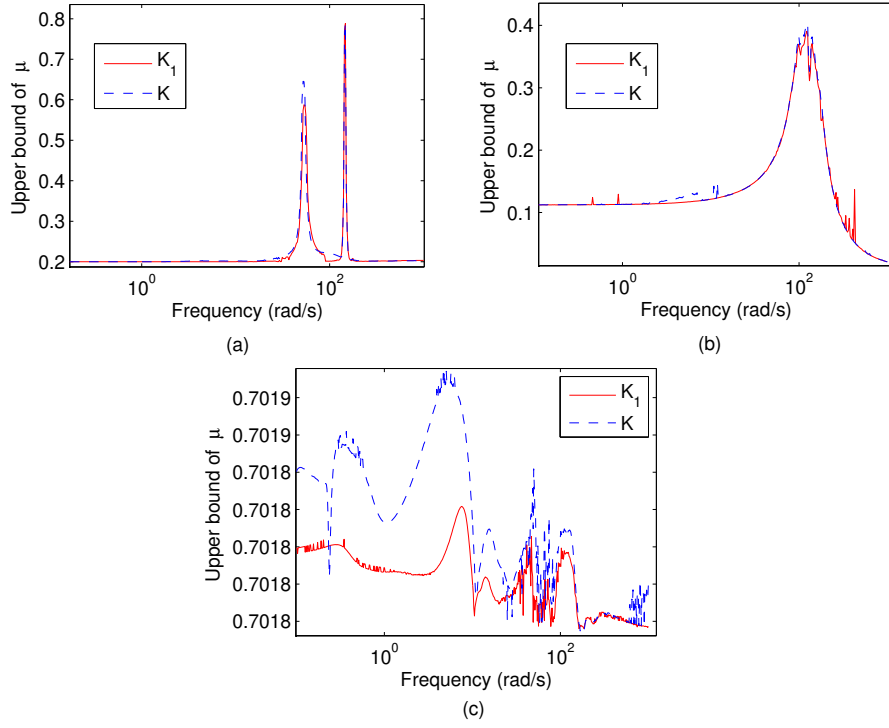 0.8
0.7
0.6
0.5
0.4
0.3
0.2
Upper bound of μ
K1
K
10^0
10^2
Frequency (rad/s)
(a)
0.4
0.3
0.4
0.1
Upper bound of μ
K1
K
10^0
10^2
Frequency (rad/s)
(b)
0.7019
0.7019
0.7018
0.7018
0.7018
0.7018
0.7018
Upper bound of μ
K1
K
10^0
10^2
Frequency (rad/s)
(c)